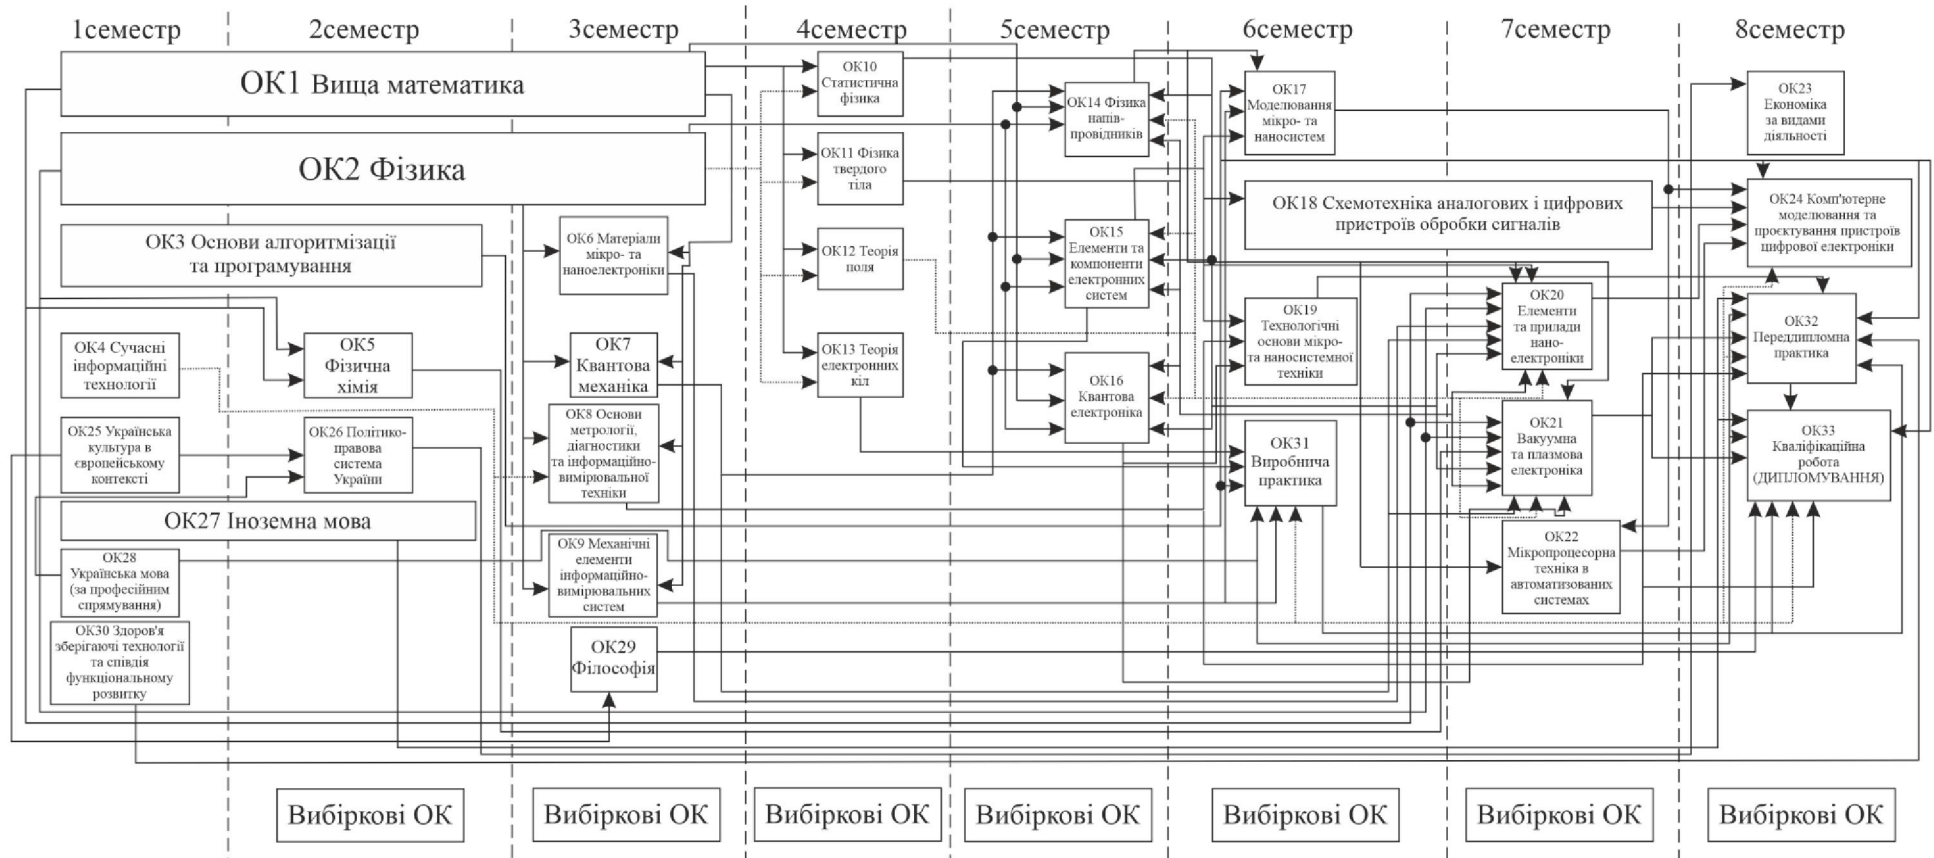 1семестр
2семестр
3семестр
4семестр
5семестр
6семестр
7семестр
8семестр
ОК1 Вища математика
ОК2 Фізика
ОК3 Основи алгоритмізації
та програмування
ОК4 Сучасні
інформаційні
технології
ОК25 Українська
культура в
європейському
контексті
ОК27 Іноземна мова
ОК28
Українська мова
(за професійним
спрямування)
ОК30 Здоров'я
зберігаючі технології
та співдія
функціональному
розвитку
ОК5
Фізична
хімія
ОК26 Політико-
правова
система
України
ОК6 Матеріали
мікро- та
наноелектроніки
ОК7
Квантова
механіка
ОК8 Основи
метрології,
діагностики
та інформаційно-
вимірювальної
техніки
ОК9 Механічні
елементи
інформаційно-
вимірювальних
систем
ОК29
Філософія
ОК10
Статистична
фізика
ОК11 Фізика
твердого
тіла
ОК12 Теорія
поля
ОК13 Теорія
електронних
кіл
ОК14 Фізика
напів-
провідників
ОК15
Елементи та
компоненти
електронних
систем
ОК16
Квантова
електроніка
ОК17
Моделювання
мікро- та
наносистем
ОК18 Схемотехніка аналогових і цифрових
пристроїв обробки сигналів
ОК19
Технологічні
основи мікро-
та наносистемної
техніки
ОК31
Виробнича
практика
ОК20
Елементи
та прилади
нано-
електроніки
ОК21
Вакуумна
та плазмова
електроніка
ОК22
Мікропроцесорна
техніка в
автоматизованих
системах
ОК23
Економіка
за видами
діяльності
ОК24 Комп'ютерне
моделювання та
проєктування пристроїв
цифрової електроніки
ОК32
Переддипломна
практика
ОК33
Кваліфікаційна
робота
(ДИПЛОМУВАННЯ)
Вибіркові ОК
Вибіркові ОК
Вибіркові ОК
Вибіркові ОК
Вибіркові ОК
Вибіркові ОК
Вибіркові ОК